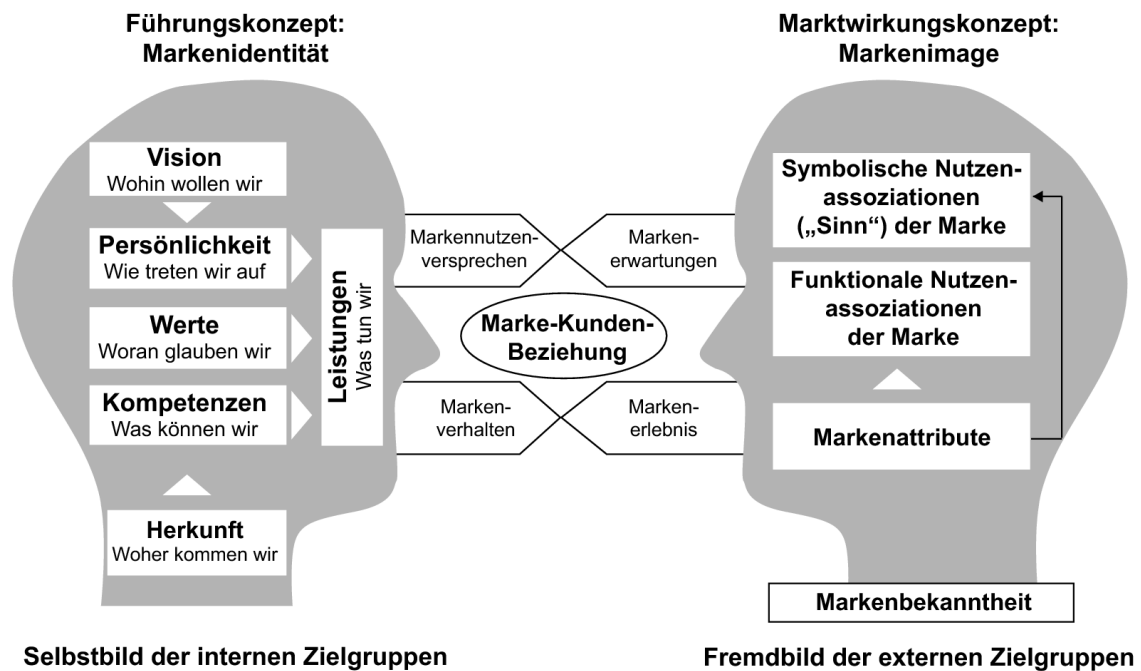 Führungskonzept:
Markenidentität
Vision
Wohin wollen wir
Persönlichkeit
Wie treten wir auf
Werte
Woran glauben wir
Kompetenzen
Was können wir
Herkunft
Woher kommen wir
Leistungen
Was tun wir
Markennutzen-
versprechen
Marken-
erwartungen
Marke-Kunden-
Beziehung
Marken-
verhalten
Marken-
erlebnis
Marktwirkungskonzept:
Markenimage
Symbolische Nutzen-
assoziationen
(„Sinn“) der Marke
Funktionale Nutzen-
assoziationen
der Marke
Markenattribute
Markenbekanntheit
Selbstbild der internen Zielgruppen
Fremdbild der externen Zielgruppen